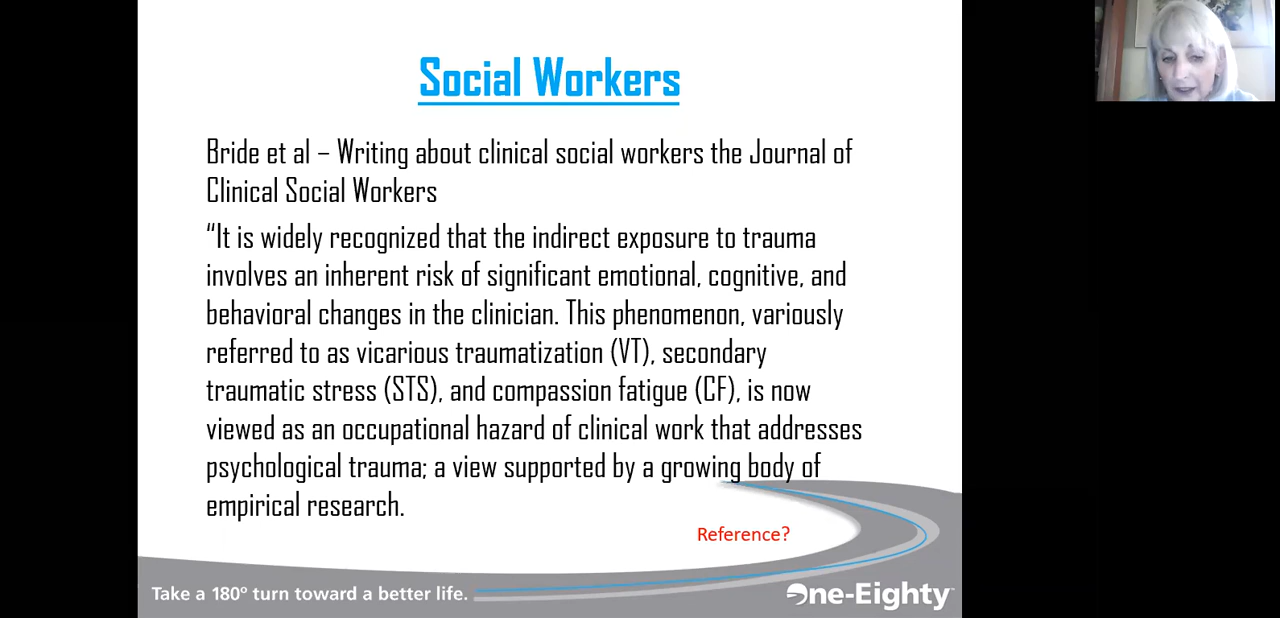 Social Workers
Bride et al – Writing about clinical social workers the Journal of
Clinical Social Workers
“It is widely recognized that the indirect exposure to trauma
involves an inherent risk of significant emotional, cognitive, and
behavioral changes in the clinician. This phenomenon, variously
referred to as vicarious traumatization (VT), secondary
traumatic stress (STS), and compassion fatigue (CF), is now
viewed as an occupational hazard of clinical work that addresses
psychological trauma; a view supported by a growing body of
empirical research.
Reference?
Take a 180° turn toward a better life.
One-Eighty